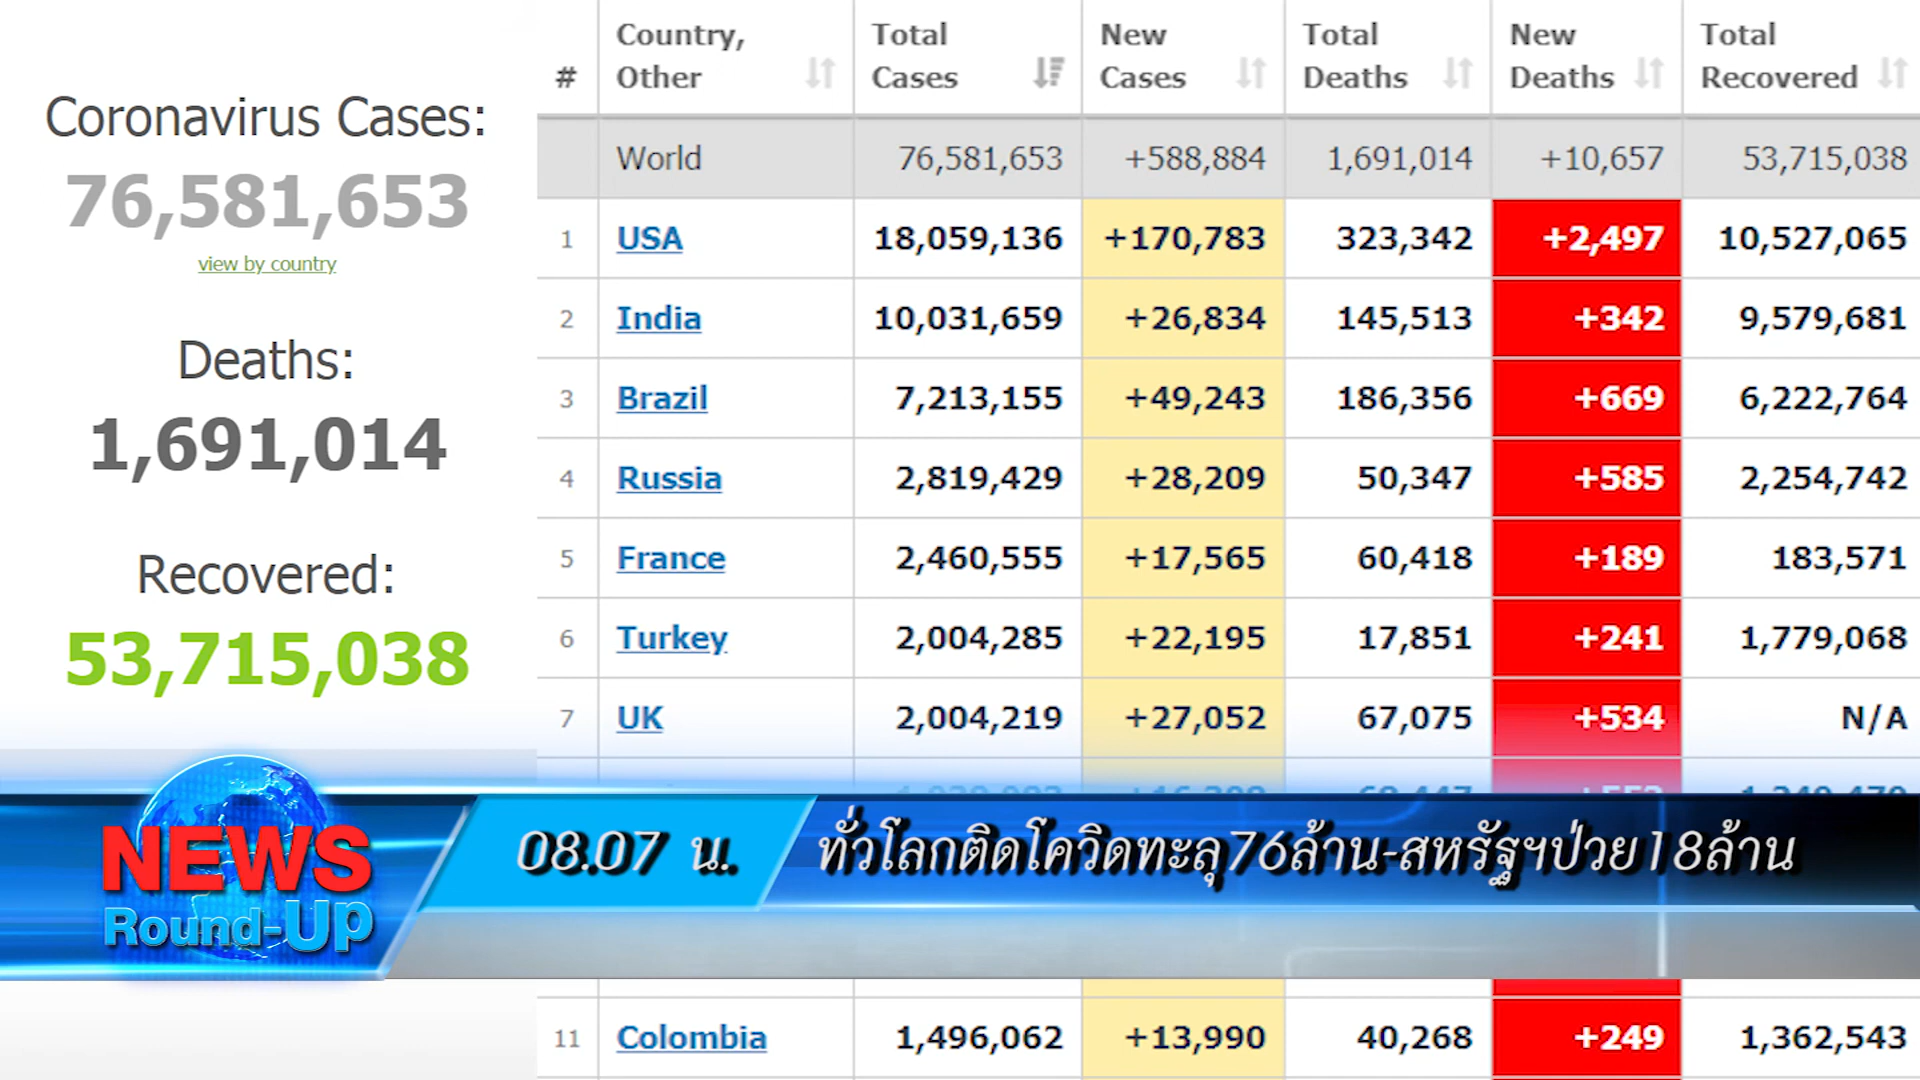 Coronavirus Cases:
76,581,653
view by country
Deaths:
1,691,014
Recovered:
53,715,038
# Country, Other Total Cases New Cases Total Deaths New Deaths Total Recovered
World 76,581,653 +588,884 1,691,014 +10,657 53,715,038
1 USA 18,059,136 +170,783 323,342 +2,497 10,527,065
2 India 10,031,659 +26,834 145,513 +342 9,579,681
3 Brazil 7,213,155 +49,243 186,356 +669 6,222,764
4 Russia 2,819,429 +28,209 50,347 +585 2,254,742
5 France 2,460,555 +17,565 60,418 +189 183,571
6 Turkey 2,004,285 +22,195 17,851 +241 1,779,068
7 UK 2,004,219 +27,052 67,075 +534 N/A
NEWS
Round-Up
08.07 น. ทั่วโลกติดโควิดทะลุ76ล้าน-สหรัฐฯป่วย18ล้าน
11 Colombia 1,496,062 +13,990 40,268 +249 1,362,543